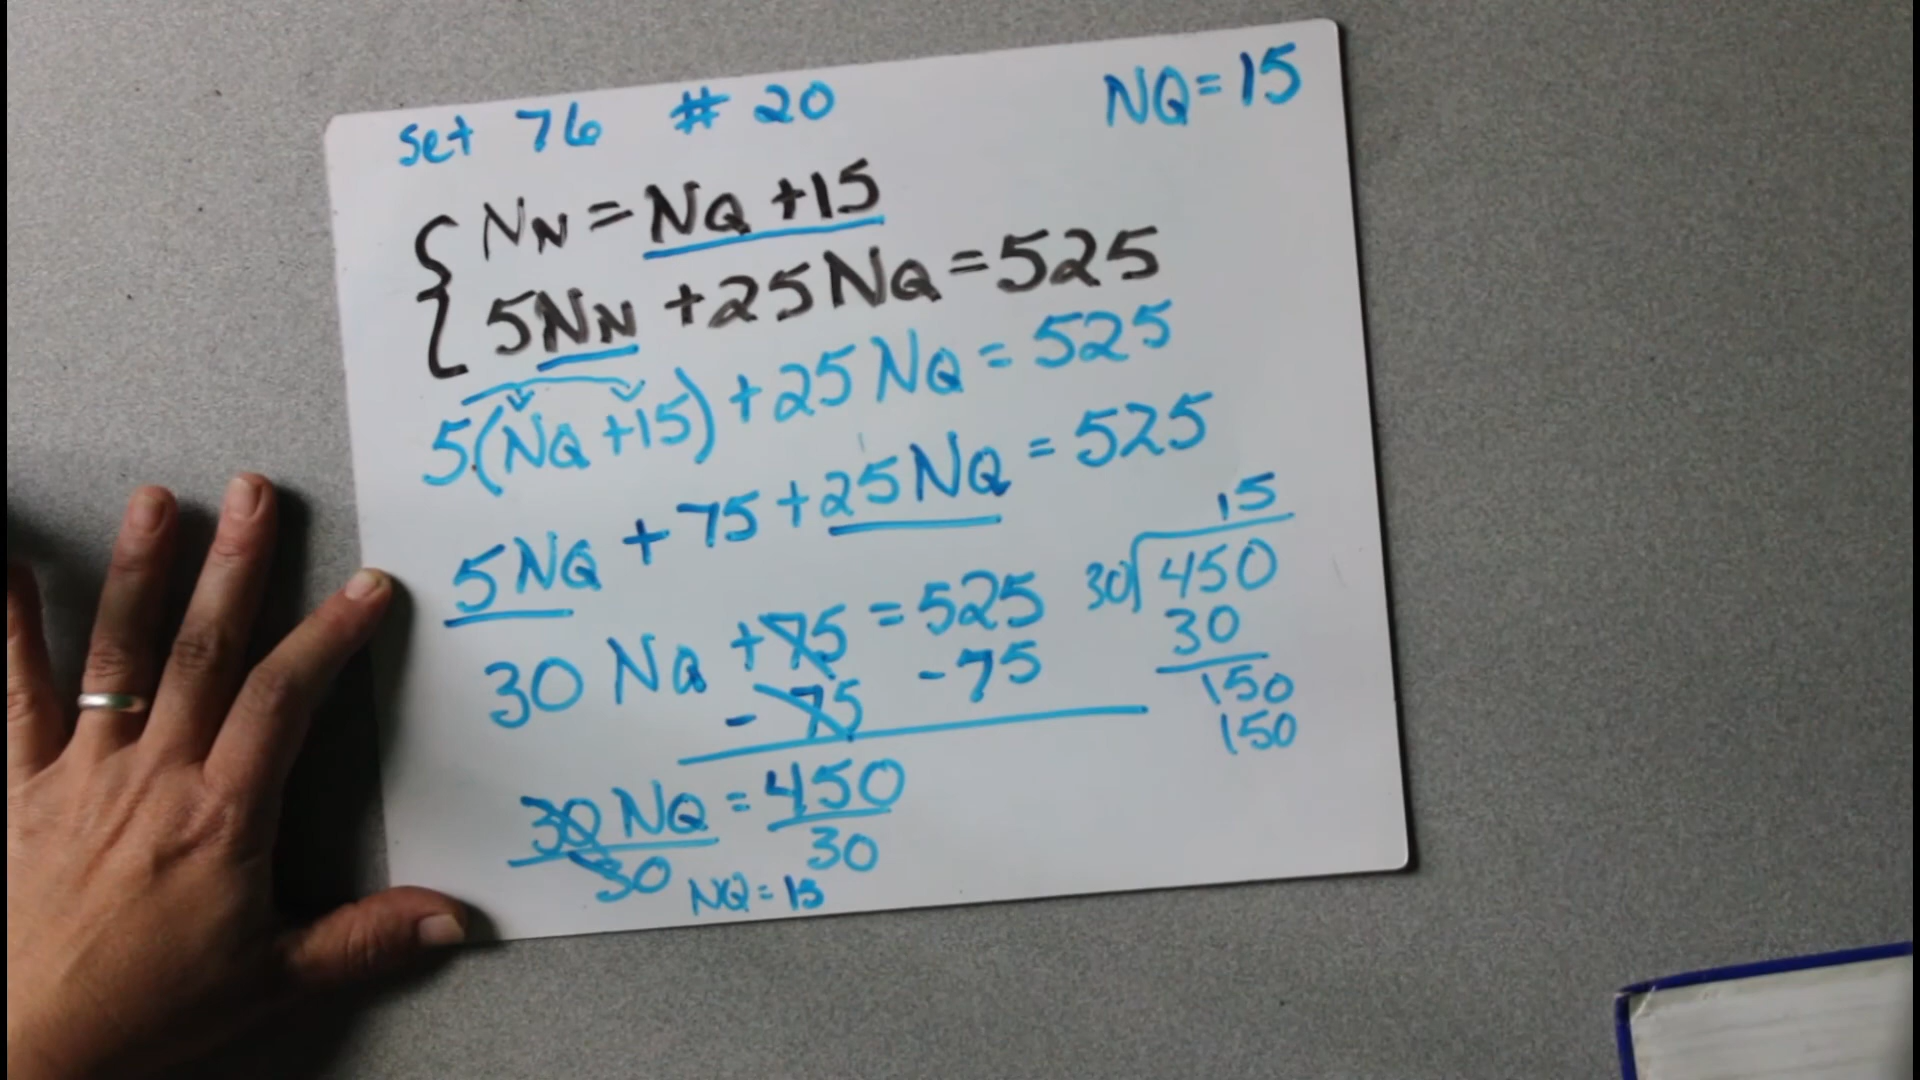 Set 76 # 20
NQ = 15
NN = NQ +15
5NN +25NQ =525
5(NQ +15) +25 NQ = 525
5NQ +75 +25NQ = 525
30 NQ +75 = 525
-75 -75
30 NQ = 450
30 30
NQ = 15
15
30 450
30
150
150